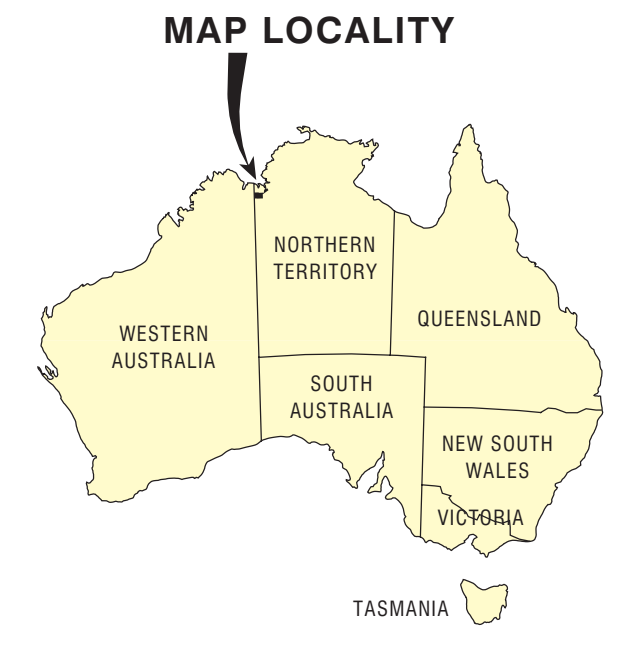 MAP LOCALITY
NORTHERN
TERRITORY
QUEENSLAND
WESTERN
AUSTRALIA
SOUTH
AUSTRALIA
NEW SOUTH
WALES
VICTORIA
TASMANIA